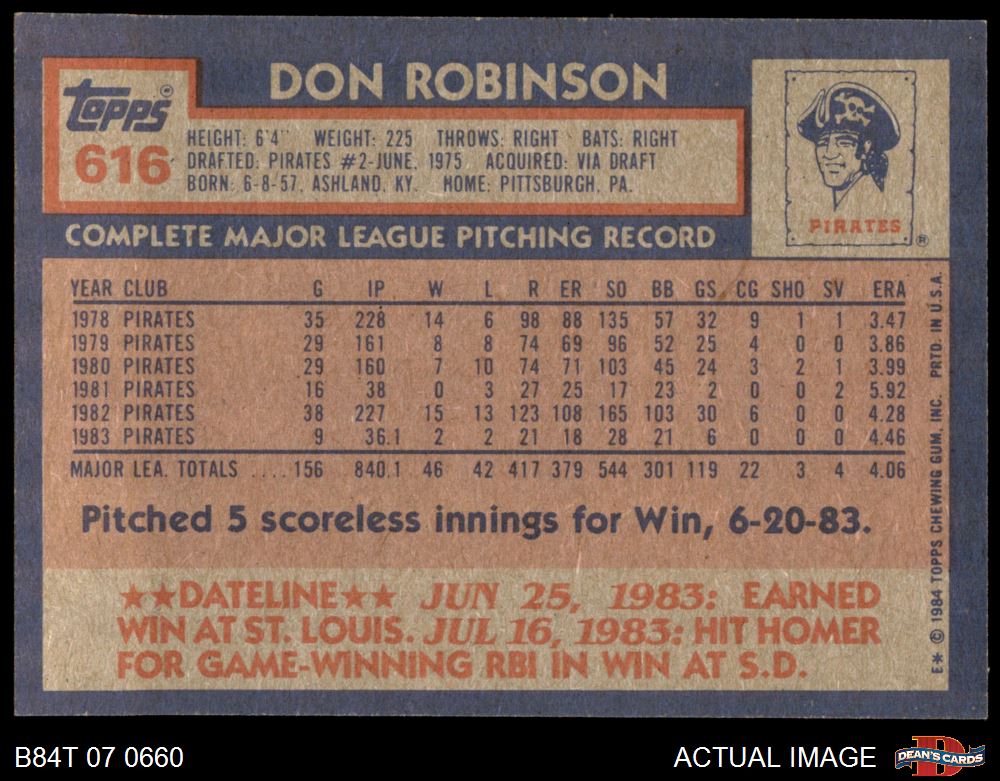 topps®
616
DON ROBINSON
HEIGHT: 6'4" WEIGHT: 225 THROWS: RIGHT BATS: RIGHT
DRAFTED: PIRATES #2-JUNE, 1975 ACQUIRED: VIA DRAFT
BORN: 6-8-57, ASHLAND, KY. HOME: PITTSBURGH, PA.
PIRATES ®
COMPLETE MAJOR LEAGUE PITCHING RECORD
YEAR CLUB G IP W L R ER SO BB GS CG SHO SV ERA
1978 PIRATES 35 228 14 6 98 88 135 57 32 9 1 1 3.47
1979 PIRATES 29 161 8 8 74 69 96 52 25 4 0 0 3.86
1980 PIRATES 29 160 7 10 74 71 103 45 24 3 2 1 3.99
1981 PIRATES 16 38 0 3 27 25 17 23 2 0 0 2 5.92
1982 PIRATES 38 227 15 13 123 108 165 103 30 6 0 0 4.28
1983 PIRATES 9 36.1 2 2 21 18 28 21 6 0 0 0 4.46
MAJOR LEA. TOTALS .... 156 840.1 46 42 417 379 544 301 119 22 3 4 4.06
Pitched 5 scoreless innings for Win, 6-20-83.
★★DATELINE★★ JUN 25, 1983: EARNED
WIN AT ST. LOUIS. JUL 16, 1983: HIT HOMER
FOR GAME-WINNING RBI IN WIN AT S.D.
E* © 1984 TOPPS CHEWING GUM, INC. PRTD. IN U.S.A.
B84T 07 0660
ACTUAL IMAGE
D
DEAN'S CARDS